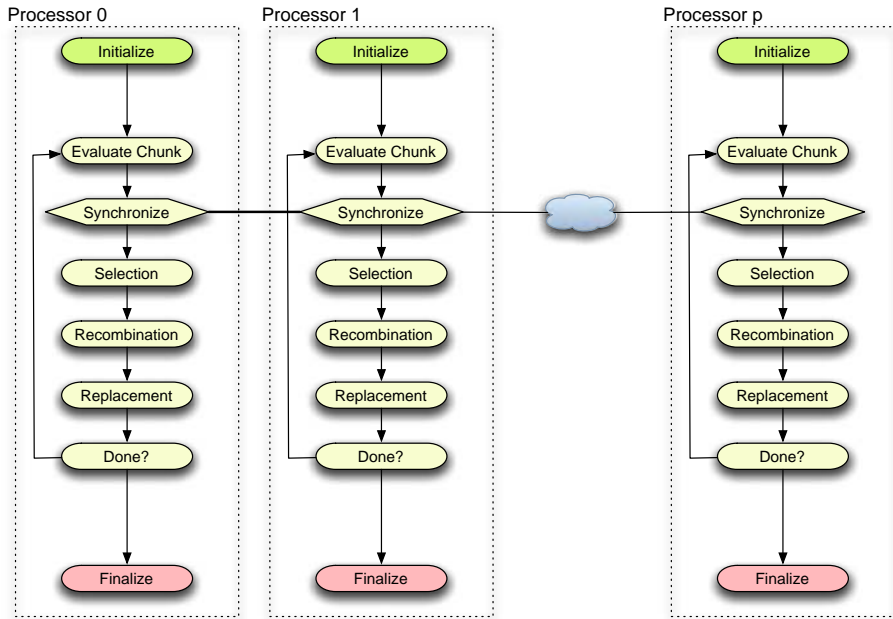 Processor 0
Initialize
Evaluate Chunk
Synchronize
Selection
Recombination
Replacement
Done?
Finalize
Processor 1
Initialize
Evaluate Chunk
Synchronize
Selection
Recombination
Replacement
Done?
Finalize
Processor p
Initialize
Evaluate Chunk
Synchronize
Selection
Recombination
Replacement
Done?
Finalize